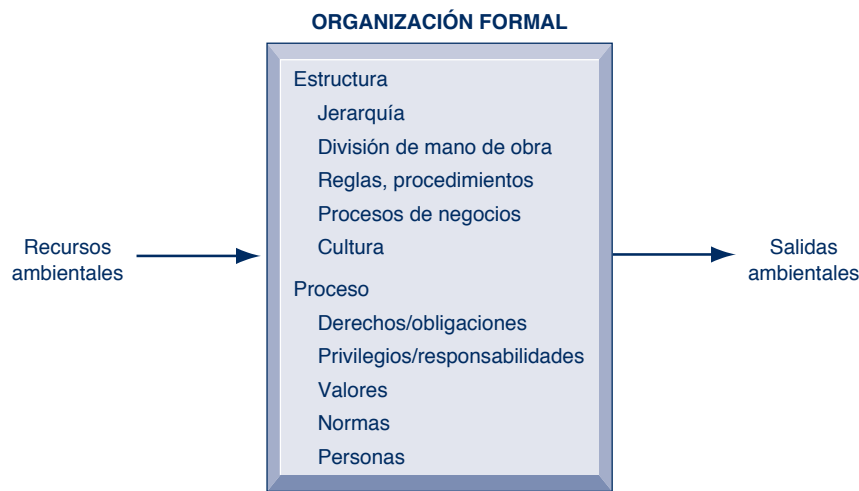 ORGANIZACIÓN FORMAL
Estructura
Jerarquía
División de mano de obra
Reglas, procedimientos
Procesos de negocios
Cultura
Proceso
Derechos/obligaciones
Privilegios/responsabilidades
Valores
Normas
Personas
Recursos
ambientales
Salidas
ambientales